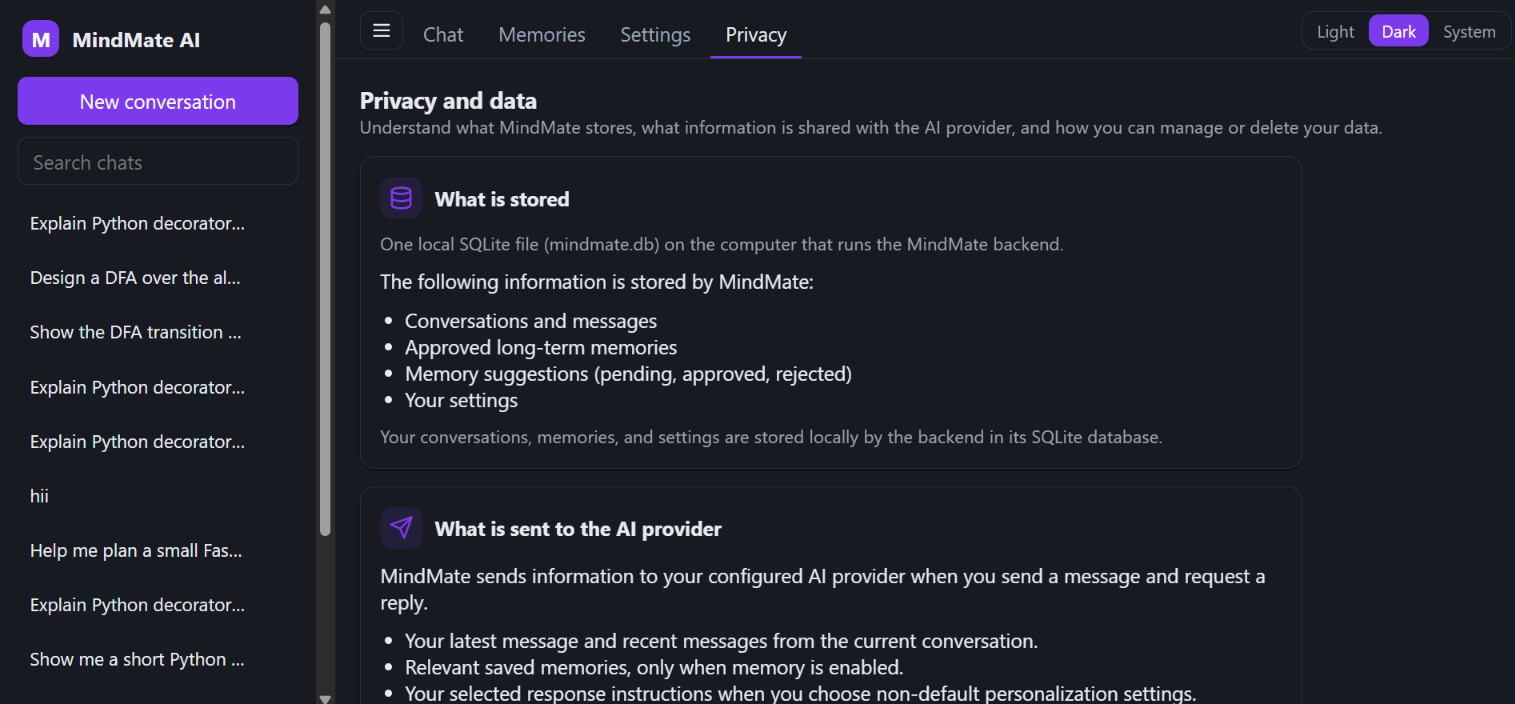 M MindMate AI
New conversation
Search chats
Explain Python decorator...
Design a DFA over the al...
Show the DFA transition ...
Explain Python decorator...
Explain Python decorator...
hii
Help me plan a small Fas...
Explain Python decorator...
Show me a short Python ...
Chat Memories Settings Privacy
Light Dark System
Privacy and data
Understand what MindMate stores, what information is shared with the AI provider, and how you can manage or delete your data.
What is stored
One local SQLite file (mindmate.db) on the computer that runs the MindMate backend.
The following information is stored by MindMate:
• Conversations and messages
• Approved long-term memories
• Memory suggestions (pending, approved, rejected)
• Your settings
Your conversations, memories, and settings are stored locally by the backend in its SQLite database.
What is sent to the AI provider
MindMate sends information to your configured AI provider when you send a message and request a
reply.
• Your latest message and recent messages from the current conversation.
• Relevant saved memories, only when memory is enabled.
• Your selected response instructions when you choose non-default personalization settings.